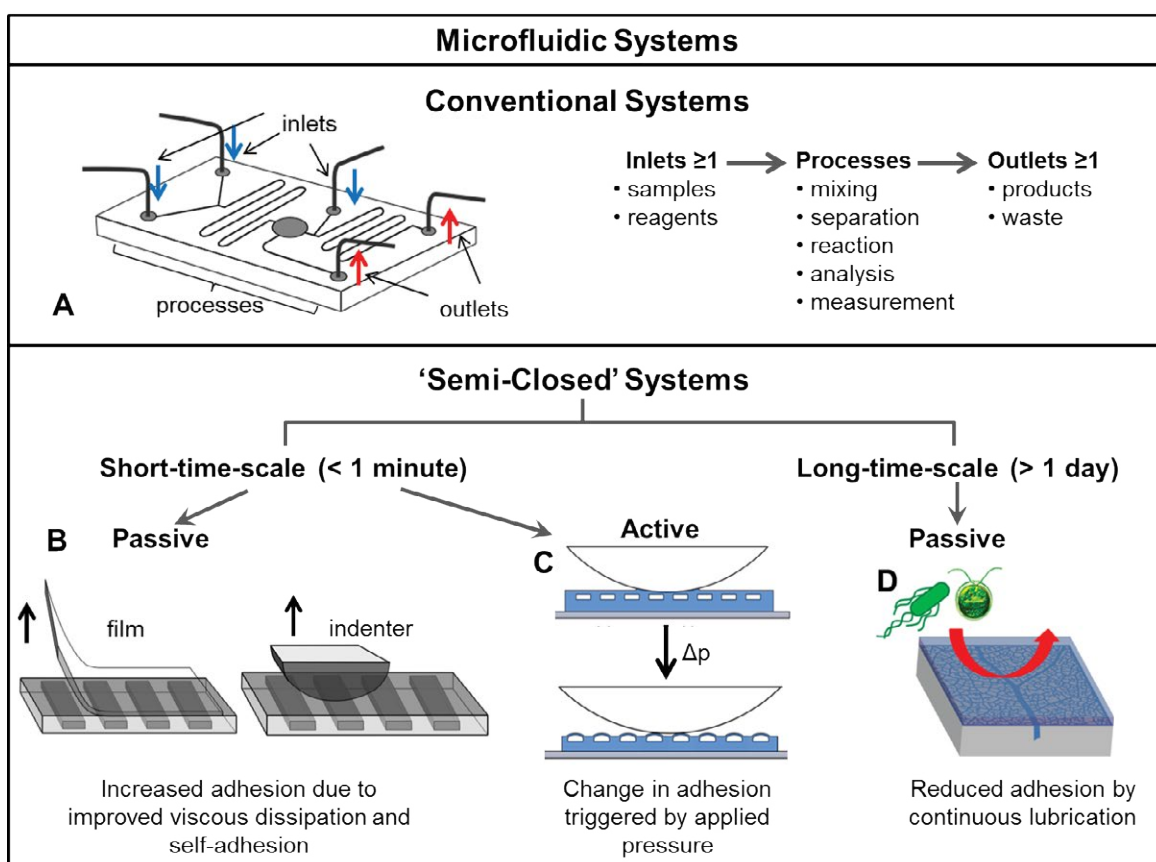 Microfluidic Systems
Conventional Systems
inlets
A
processes
outlets
Inlets ≥1
• samples
• reagents
Processes
• mixing
• separation
• reaction
• analysis
• measurement
Outlets ≥1
• products
• waste
‘Semi-Closed’ Systems
Short-time-scale (< 1 minute)
Long-time-scale (> 1 day)
B
Passive
film
indenter
Increased adhesion due to
improved viscous dissipation and
self-adhesion
Active
C
Δp
Change in adhesion
triggered by applied
pressure
Passive
D
Reduced adhesion by
continuous lubrication